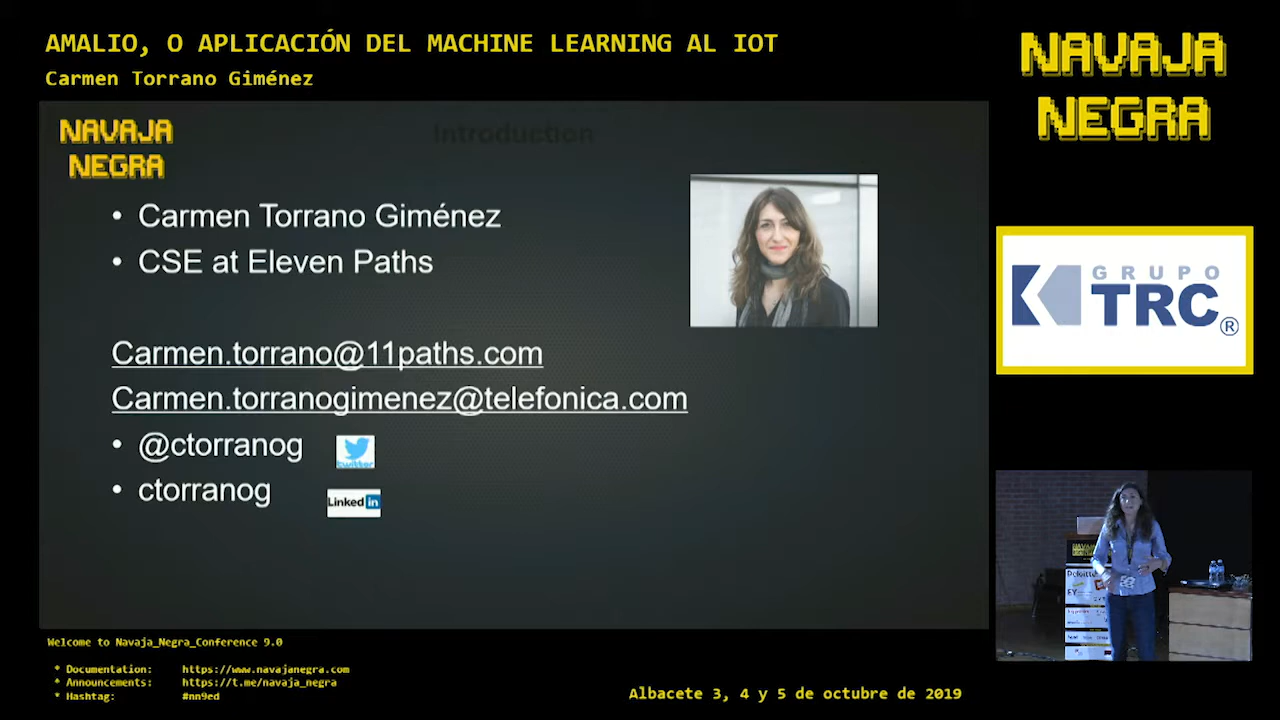 AMALIO, O APLICACIÓN DEL MACHINE LEARNING AL IOT
Carmen Torrano Giménez
NAVAJA
NEGRA
NAVAJA
NEGRA
Introduction
• Carmen Torrano Giménez
• CSE at Eleven Paths
Carmen.torrano@11paths.com
Carmen.torranogimenez@telefonica.com
• @ctorranog
twitter
• ctorranog
Linked in
GRUPO
TRC®
Deloitte
EY
Welcome to Navaja_Negra_Conference 9.0
* Documentation: https://www.navajanegra.com
* Announcements: https://t.me/navaja_negra
* Hashtag: #nn9ed
Albacete 3, 4 y 5 de octubre de 2019